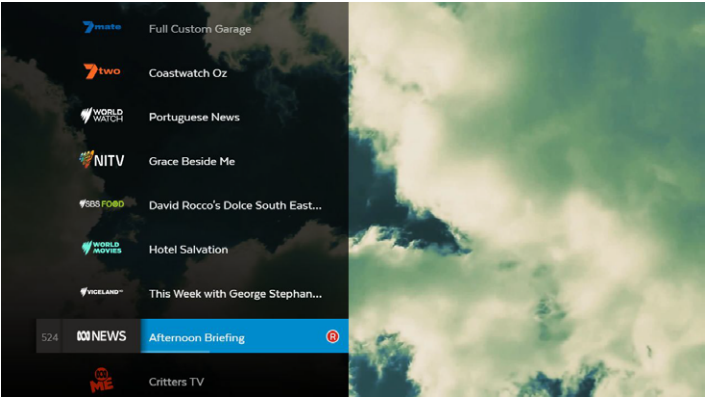 7mate Full Custom Garage
7two Coastwatch Oz
WORLD WATCH Portuguese News
NITV Grace Beside Me
SBS FOOD David Rocco's Dolce South East...
WORLD MOVIES Hotel Salvation
VICELAND This Week with George Stephan...
524 NEWS Afternoon Briefing R
ME Critters TV